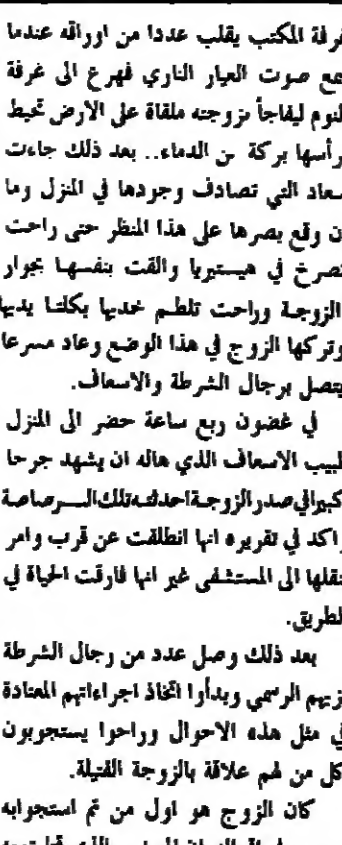 غرفة المكتب يقلب عددا من اوراقه عندما
سمع صوت العيار الناري فهرع الى غرفة
النوم ليفاجأ بزوجته ملقاة على الارض تحيط
رأسها بركة من الدماء.. بعد ذلك جاءت
سعاد التي تصادف وجودها في المنزل وما
ان وقع بصرها على هذا المنظر حتى راحت
تصرخ في هيستيريا والقت بنفسها بجوار
الزوجة وراحت تلطم خديها بكلتا يديها
وتركها الزوج في هذا الوضع وعاد مسرعا
يتصل برجال الشرطة والاسعاف.
في غضون ربع ساعة حضر الى المنزل
طبيب الاسعاف الذي هاله ان يشهد جرحا
كبيرا في صدر الزوجة احدثته تلك الرصاصة
واكد في تقريره انها انطلقت عن قرب وامر
بنقلها الى المستشفى غير انها فارقت الحياة في
الطريق.
بعد ذلك وصل عدد من رجال الشرطة
بزيهم الرسمي وبدأوا اتخاذ اجراءاتهم المعتادة
في مثل هذه الاحوال وراحوا يستجوبون
كل من لهم علاقة بالزوجة القتيلة.
كان الزوج هو اول من تم استجوابه